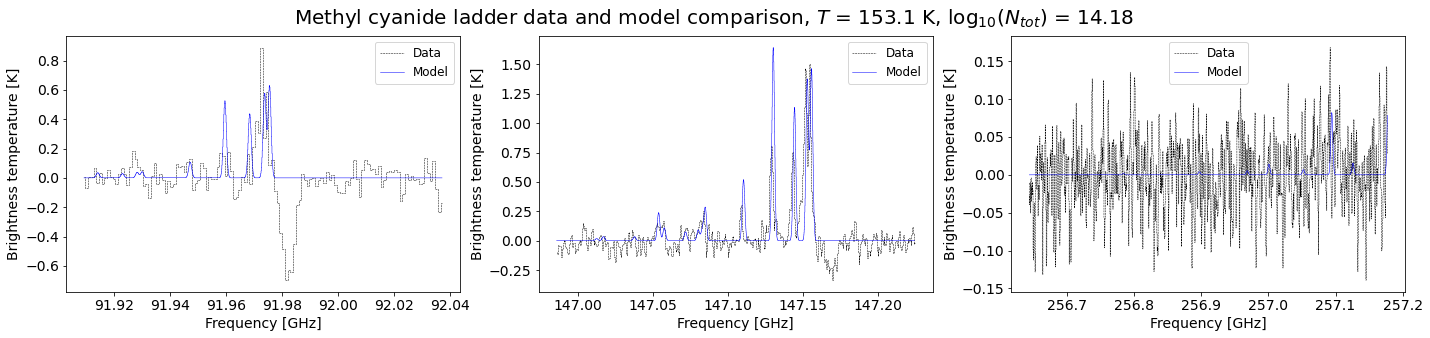 Methyl cyanide ladder data and model comparison, T = 153.1 K, log₁₀(Nₜₒₜ) = 14.18
Brightness temperature [K]
0.8
0.6
0.4
0.2
0.0
−0.2
−0.4
−0.6
Data
Model
91.92 91.94 91.96 91.98 92.00 92.02 92.04
Frequency [GHz]
Brightness temperature [K]
1.50
1.25
1.00
0.75
0.50
0.25
0.00
−0.25
Data
Model
147.00 147.05 147.10 147.15 147.20
Frequency [GHz]
Brightness temperature [K]
0.15
0.10
0.05
0.00
−0.05
−0.10
−0.15
Data
Model
256.7 256.8 256.9 257.0 257.1 257.2
Frequency [GHz]